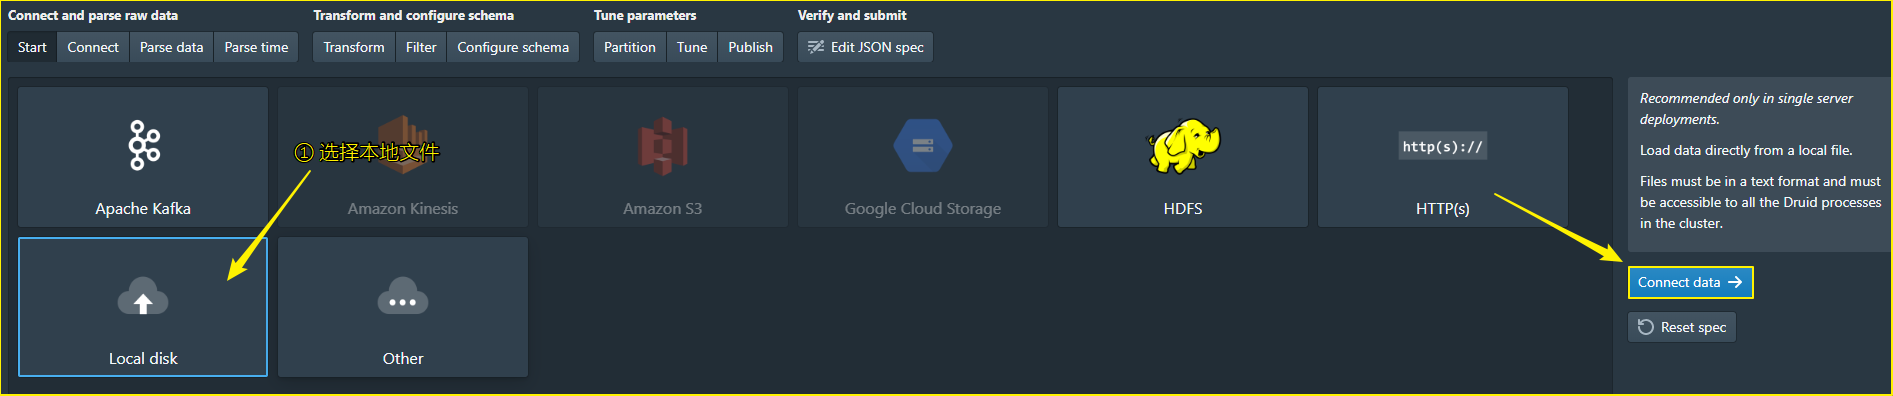 Connect and parse raw data
Transform and configure schema
Tune parameters
Verify and submit
Start
Connect
Parse data
Parse time
Transform
Filter
Configure schema
Partition
Tune
Publish
Edit JSON spec
① 选择本地文件
http(s)://
Apache Kafka
Amazon Kinesis
Amazon S3
Google Cloud Storage
HDFS
HTTP(s)
Local disk
Other
Recommended only in single server
deployments.
Load data directly from a local file.
Files must be in a text format and must
be accessible to all the Druid processes
in the cluster.
Connect data
Reset spec